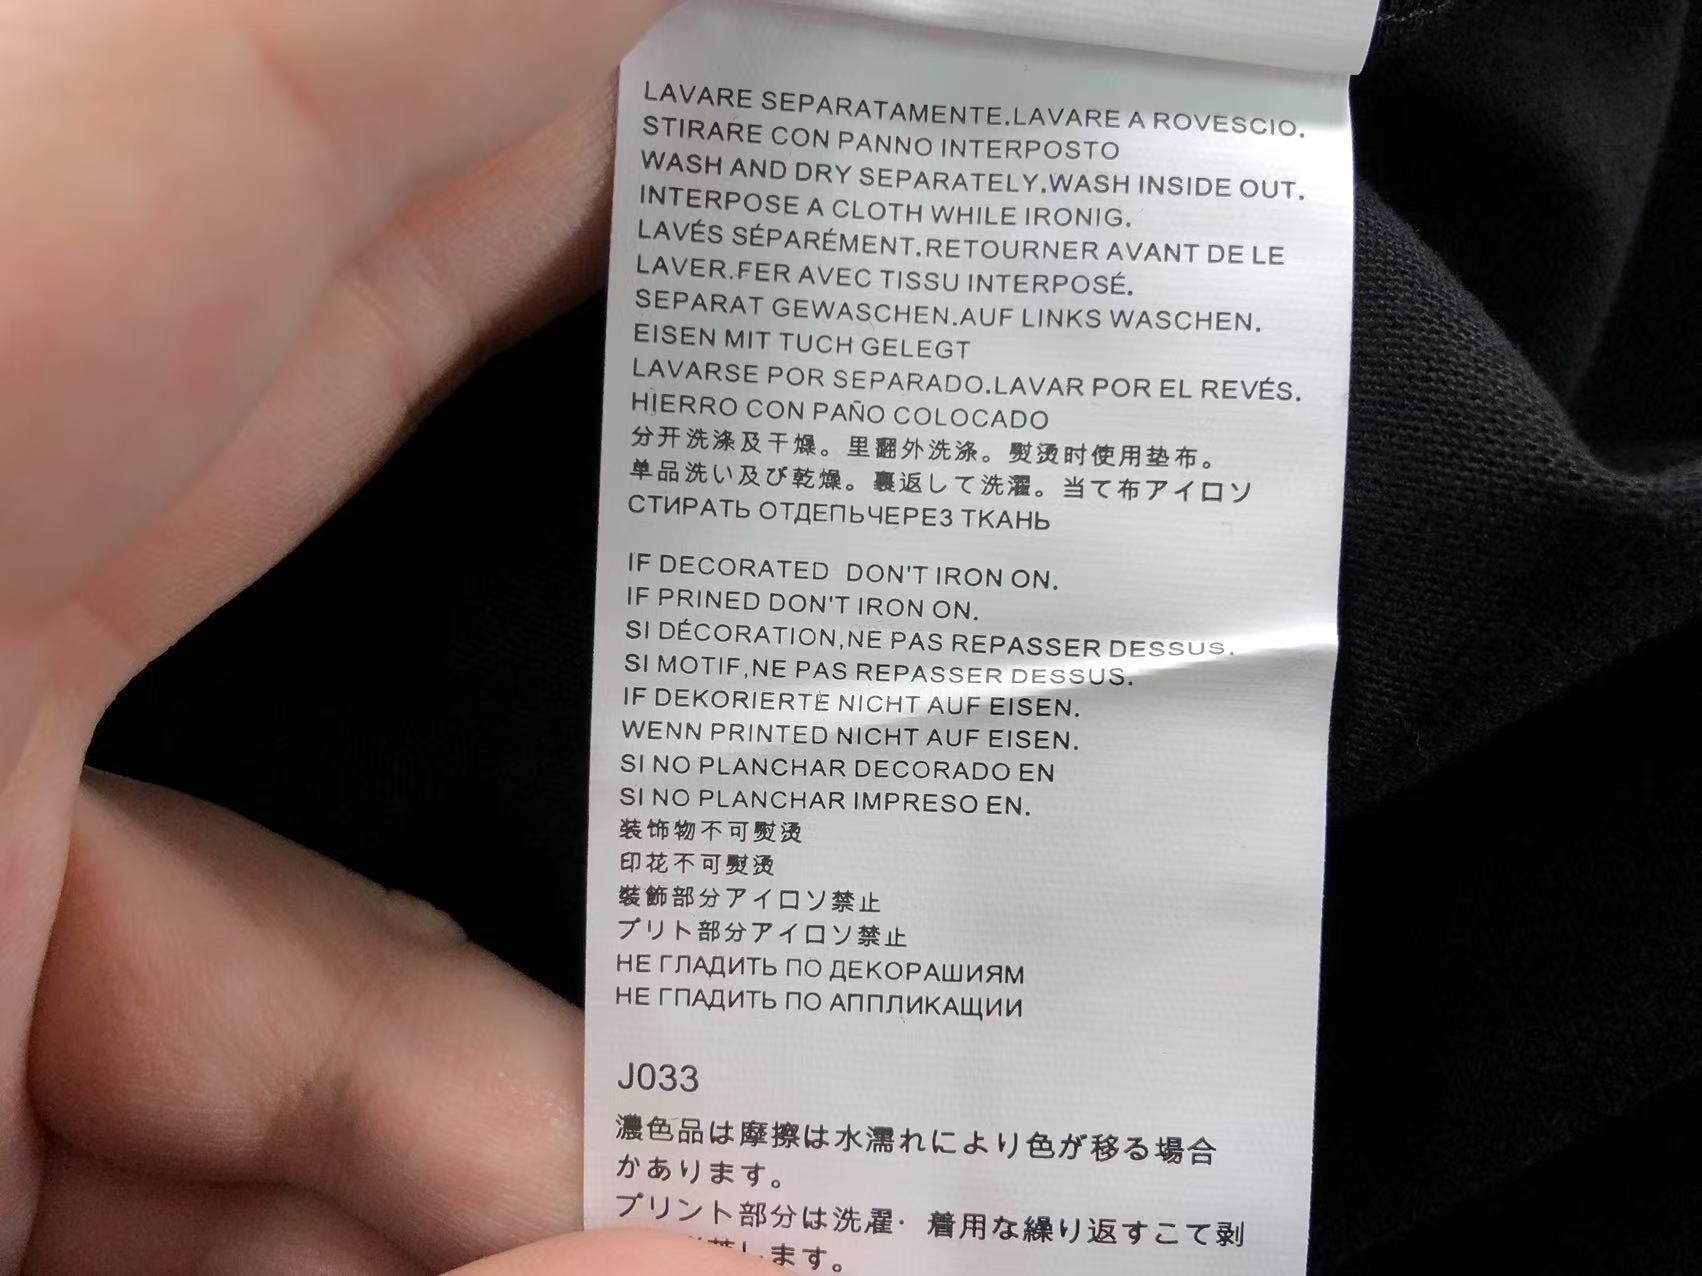 LAVARE SEPARATAMENTE.LAVARE A ROVESCIO.
STIRARE CON PANNO INTERPOSTO
WASH AND DRY SEPARATELY.WASH INSIDE OUT.
INTERPOSE A CLOTH WHILE IRONIG.
LAVÉS SÉPARÉMENT.RETOURNER AVANT DE LE
LAVER.FER AVEC TISSU INTERPOSÉ.
SEPARAT GEWASCHEN.AUF LINKS WASCHEN.
EISEN MIT TUCH GELEGT
LAVARSE POR SEPARADO.LAVAR POR EL REVÉS.
HIERRO CON PAÑO COLOCADO
分开洗涤及干燥。里翻外洗涤。熨烫时使用垫布。
单品洗い及び乾燥。裏返して洗濯。当て布アイロソ
СТИРАТЬ ОТДЕПЬЧЕРЕЗ ТКАНЬ
IF DECORATED DON'T IRON ON.
IF PRINED DON'T IRON ON.
SI DÉCORATION,NE PAS REPASSER DESSUS.
SI MOTIF,NE PAS REPASSER DESSUS.
IF DEKORIERTE NICHT AUF EISEN.
WENN PRINTED NICHT AUF EISEN.
SI NO PLANCHAR DECORADO EN
SI NO PLANCHAR IMPRESO EN.
装饰物不可熨烫
印花不可熨烫
裝飾部分アイロソ禁止
プリト部分アイロソ禁止
НЕ ГЛАДИТЬ ПО ДЕКОРАШИЯМ
НЕ ГПАДИТЬ ПО АППЛИКАЩИИ
J033
濃色品は摩擦は水濡れにより色が移る場合
かあります。
プリント部分は洗濯·着用な繰り返すこて剥
します。